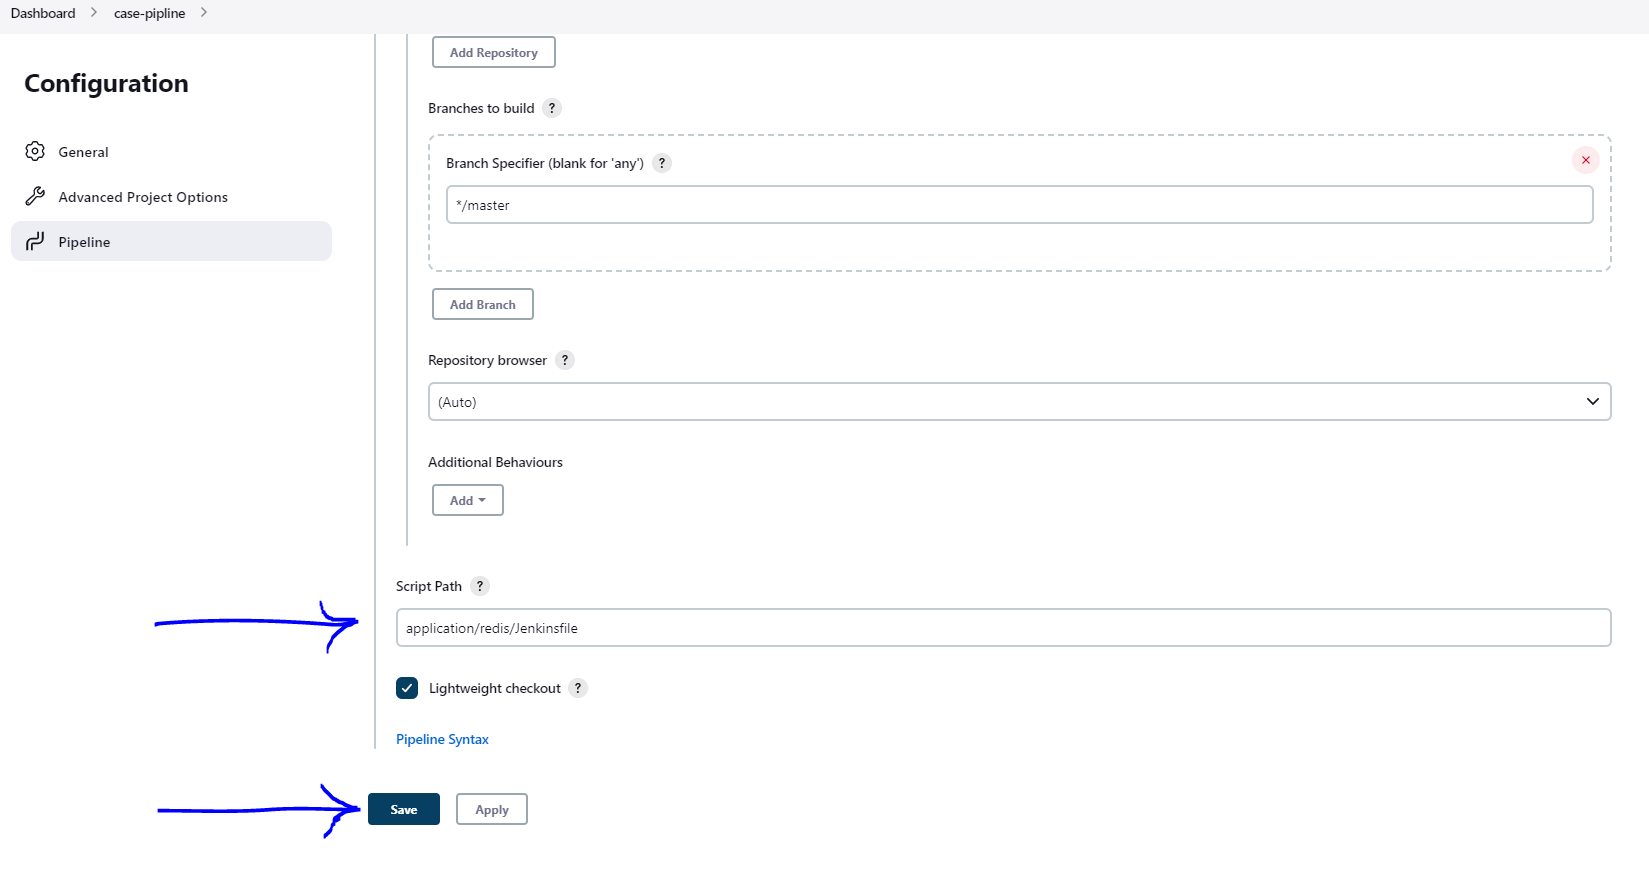 Dashboard > case-pipline >
Configuration
General
Advanced Project Options
Pipeline
Add Repository
Branches to build ?
Branch Specifier (blank for 'any') ?
*/master
Add Branch
Repository browser ?
(Auto)
Additional Behaviours
Add
Script Path ?
application/redis/Jenkinsfile
Lightweight checkout ?
Pipeline Syntax
Save Apply